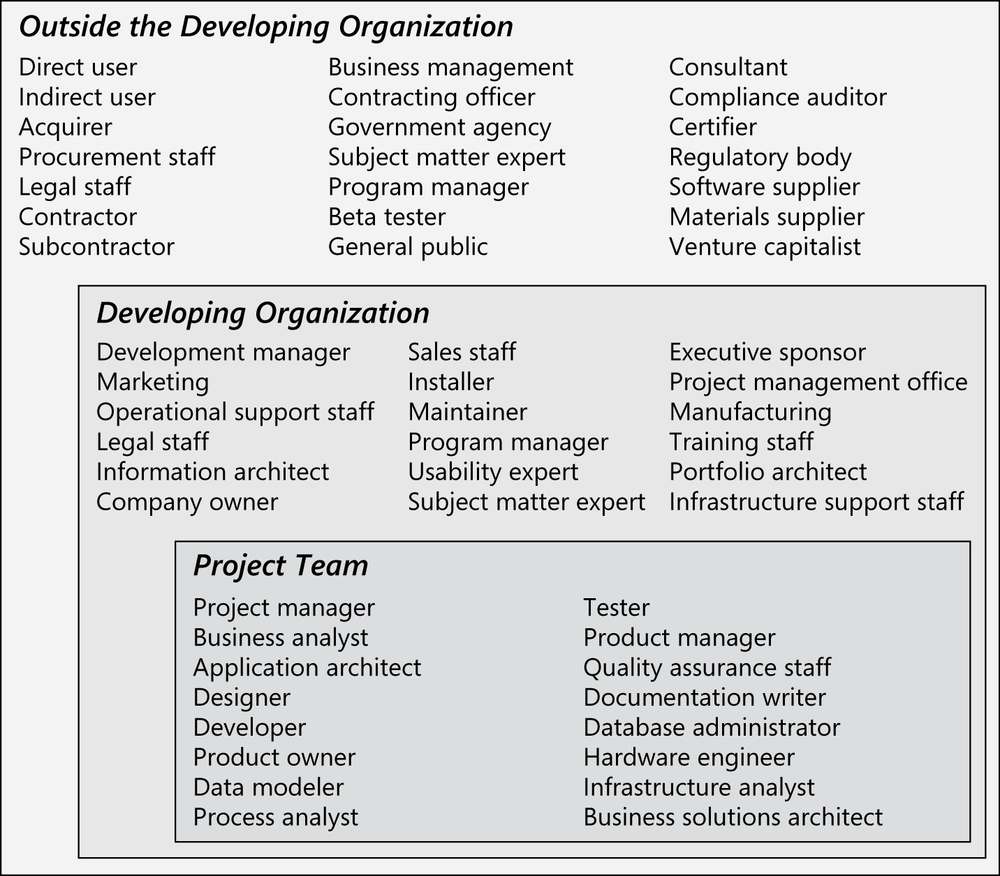 Outside the Developing Organization
Direct user
Indirect user
Acquirer
Procurement staff
Legal staff
Contractor
Subcontractor
Business management
Contracting officer
Government agency
Subject matter expert
Program manager
Beta tester
General public
Consultant
Compliance auditor
Certifier
Regulatory body
Software supplier
Materials supplier
Venture capitalist
Developing Organization
Development manager
Marketing
Operational support staff
Legal staff
Information architect
Company owner
Sales staff
Installer
Maintainer
Program manager
Usability expert
Subject matter expert
Executive sponsor
Project management office
Manufacturing
Training staff
Portfolio architect
Infrastructure support staff
Project Team
Project manager
Business analyst
Application architect
Designer
Developer
Product owner
Data modeler
Process analyst
Tester
Product manager
Quality assurance staff
Documentation writer
Database administrator
Hardware engineer
Infrastructure analyst
Business solutions architect